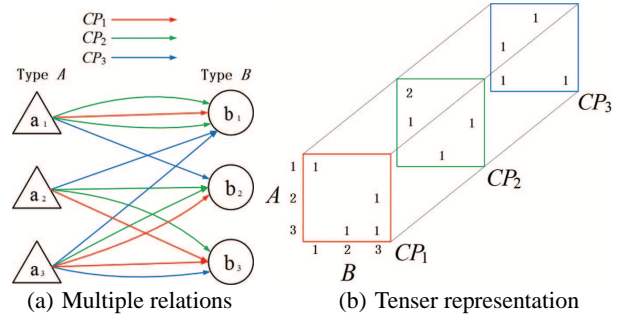 CP1
CP2
CP3
Type A
Type B
a1
b1
a2
b2
a3
b3
(a) Multiple relations
1
1
1
1
1
CP3
2
1
1
1
CP2
1
1
A
2
1
3
1
1
1
2
3
CP1
B
(b) Tenser representation